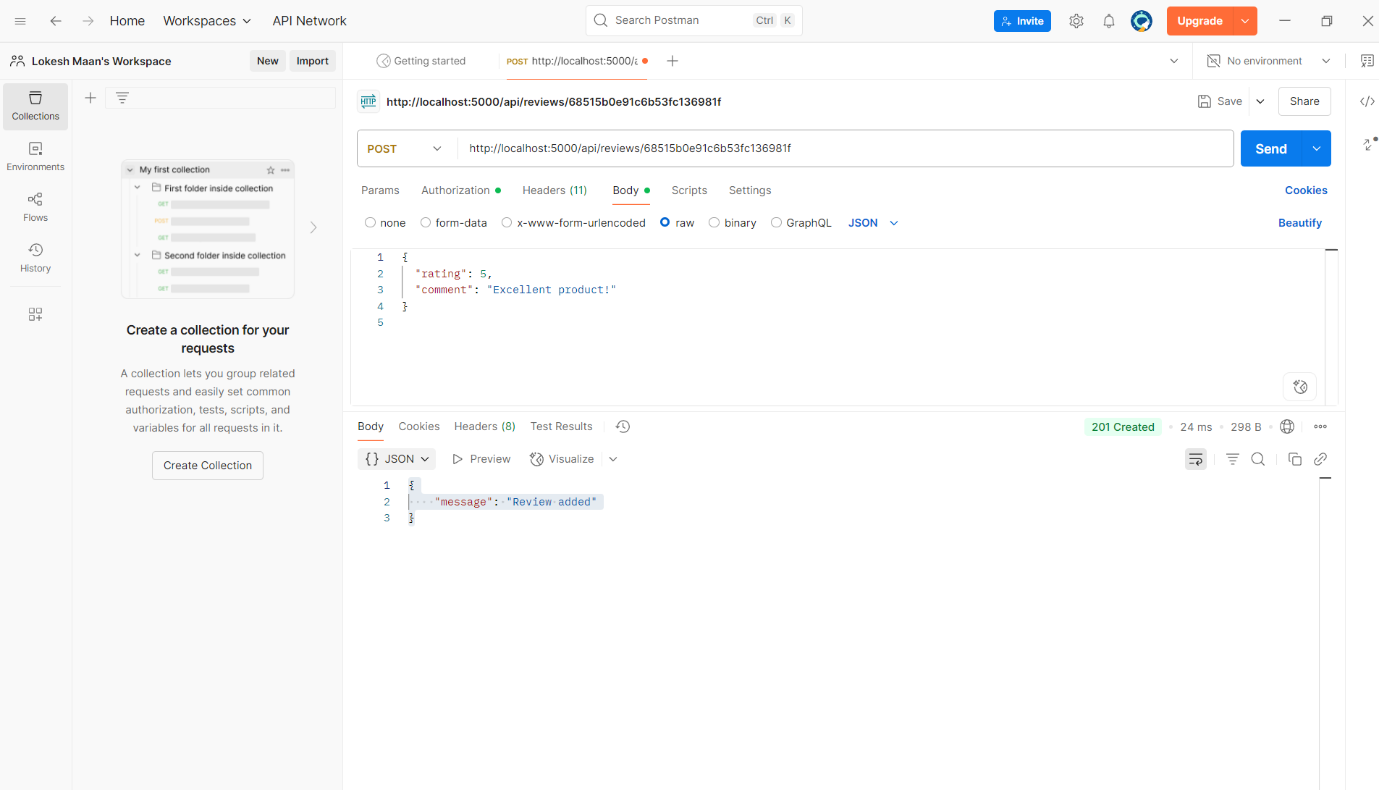 Home Workspaces API Network Search Postman Ctrl K Invite Upgrade
Lokesh Maan's Workspace New Import Getting started POST http://localhost:5000/a No environment
Collections
Environments
Flows
History
My first collection
First folder inside collection
GET
POST
GET
Second folder inside collection
GET
GET
Create a collection for your
requests
A collection lets you group related
requests and easily set common
authorization, tests, scripts, and
variables for all requests in it.
Create Collection
HTTP http://localhost:5000/api/reviews/68515b0e91c6b53fc136981f Save Share
POST http://localhost:5000/api/reviews/68515b0e91c6b53fc136981f Send
Params Authorization Headers (11) Body Scripts Settings Cookies
none form-data x-www-form-urlencoded raw binary GraphQL JSON Beautify
1 {
2 "rating": 5,
3 "comment": "Excellent product!"
4 }
5
Body Cookies Headers (8) Test Results 201 Created 24 ms 298 B
{} JSON Preview Visualize
1 {
2 "message": "Review added"
3 }